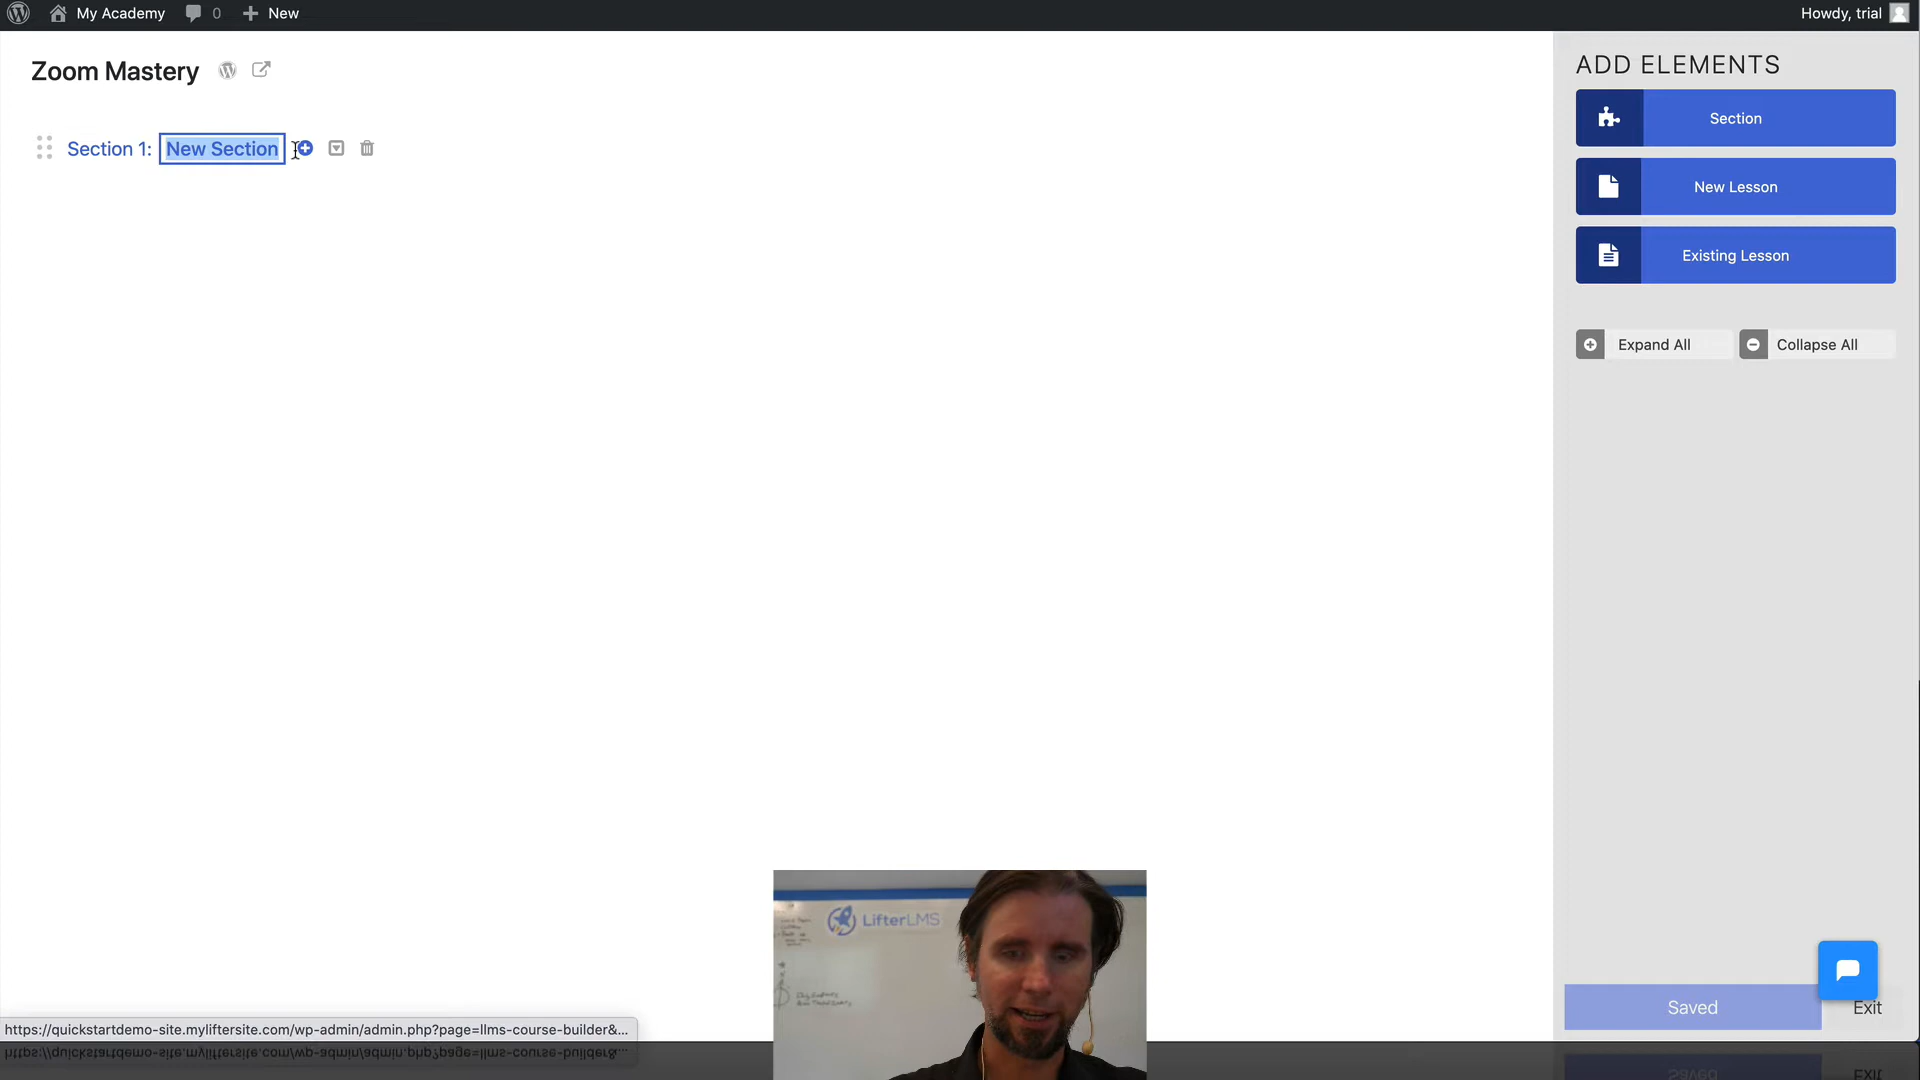 My Academy 0 New Howdy, trial
Zoom Mastery
Section 1: New Section
ADD ELEMENTS
Section
New Lesson
Existing Lesson
Expand All Collapse All
LifterLMS
Saved Exit
https://quickstartdemo-site.myliftersite.com/wp-admin/admin.php?page=llms-course-builder&...